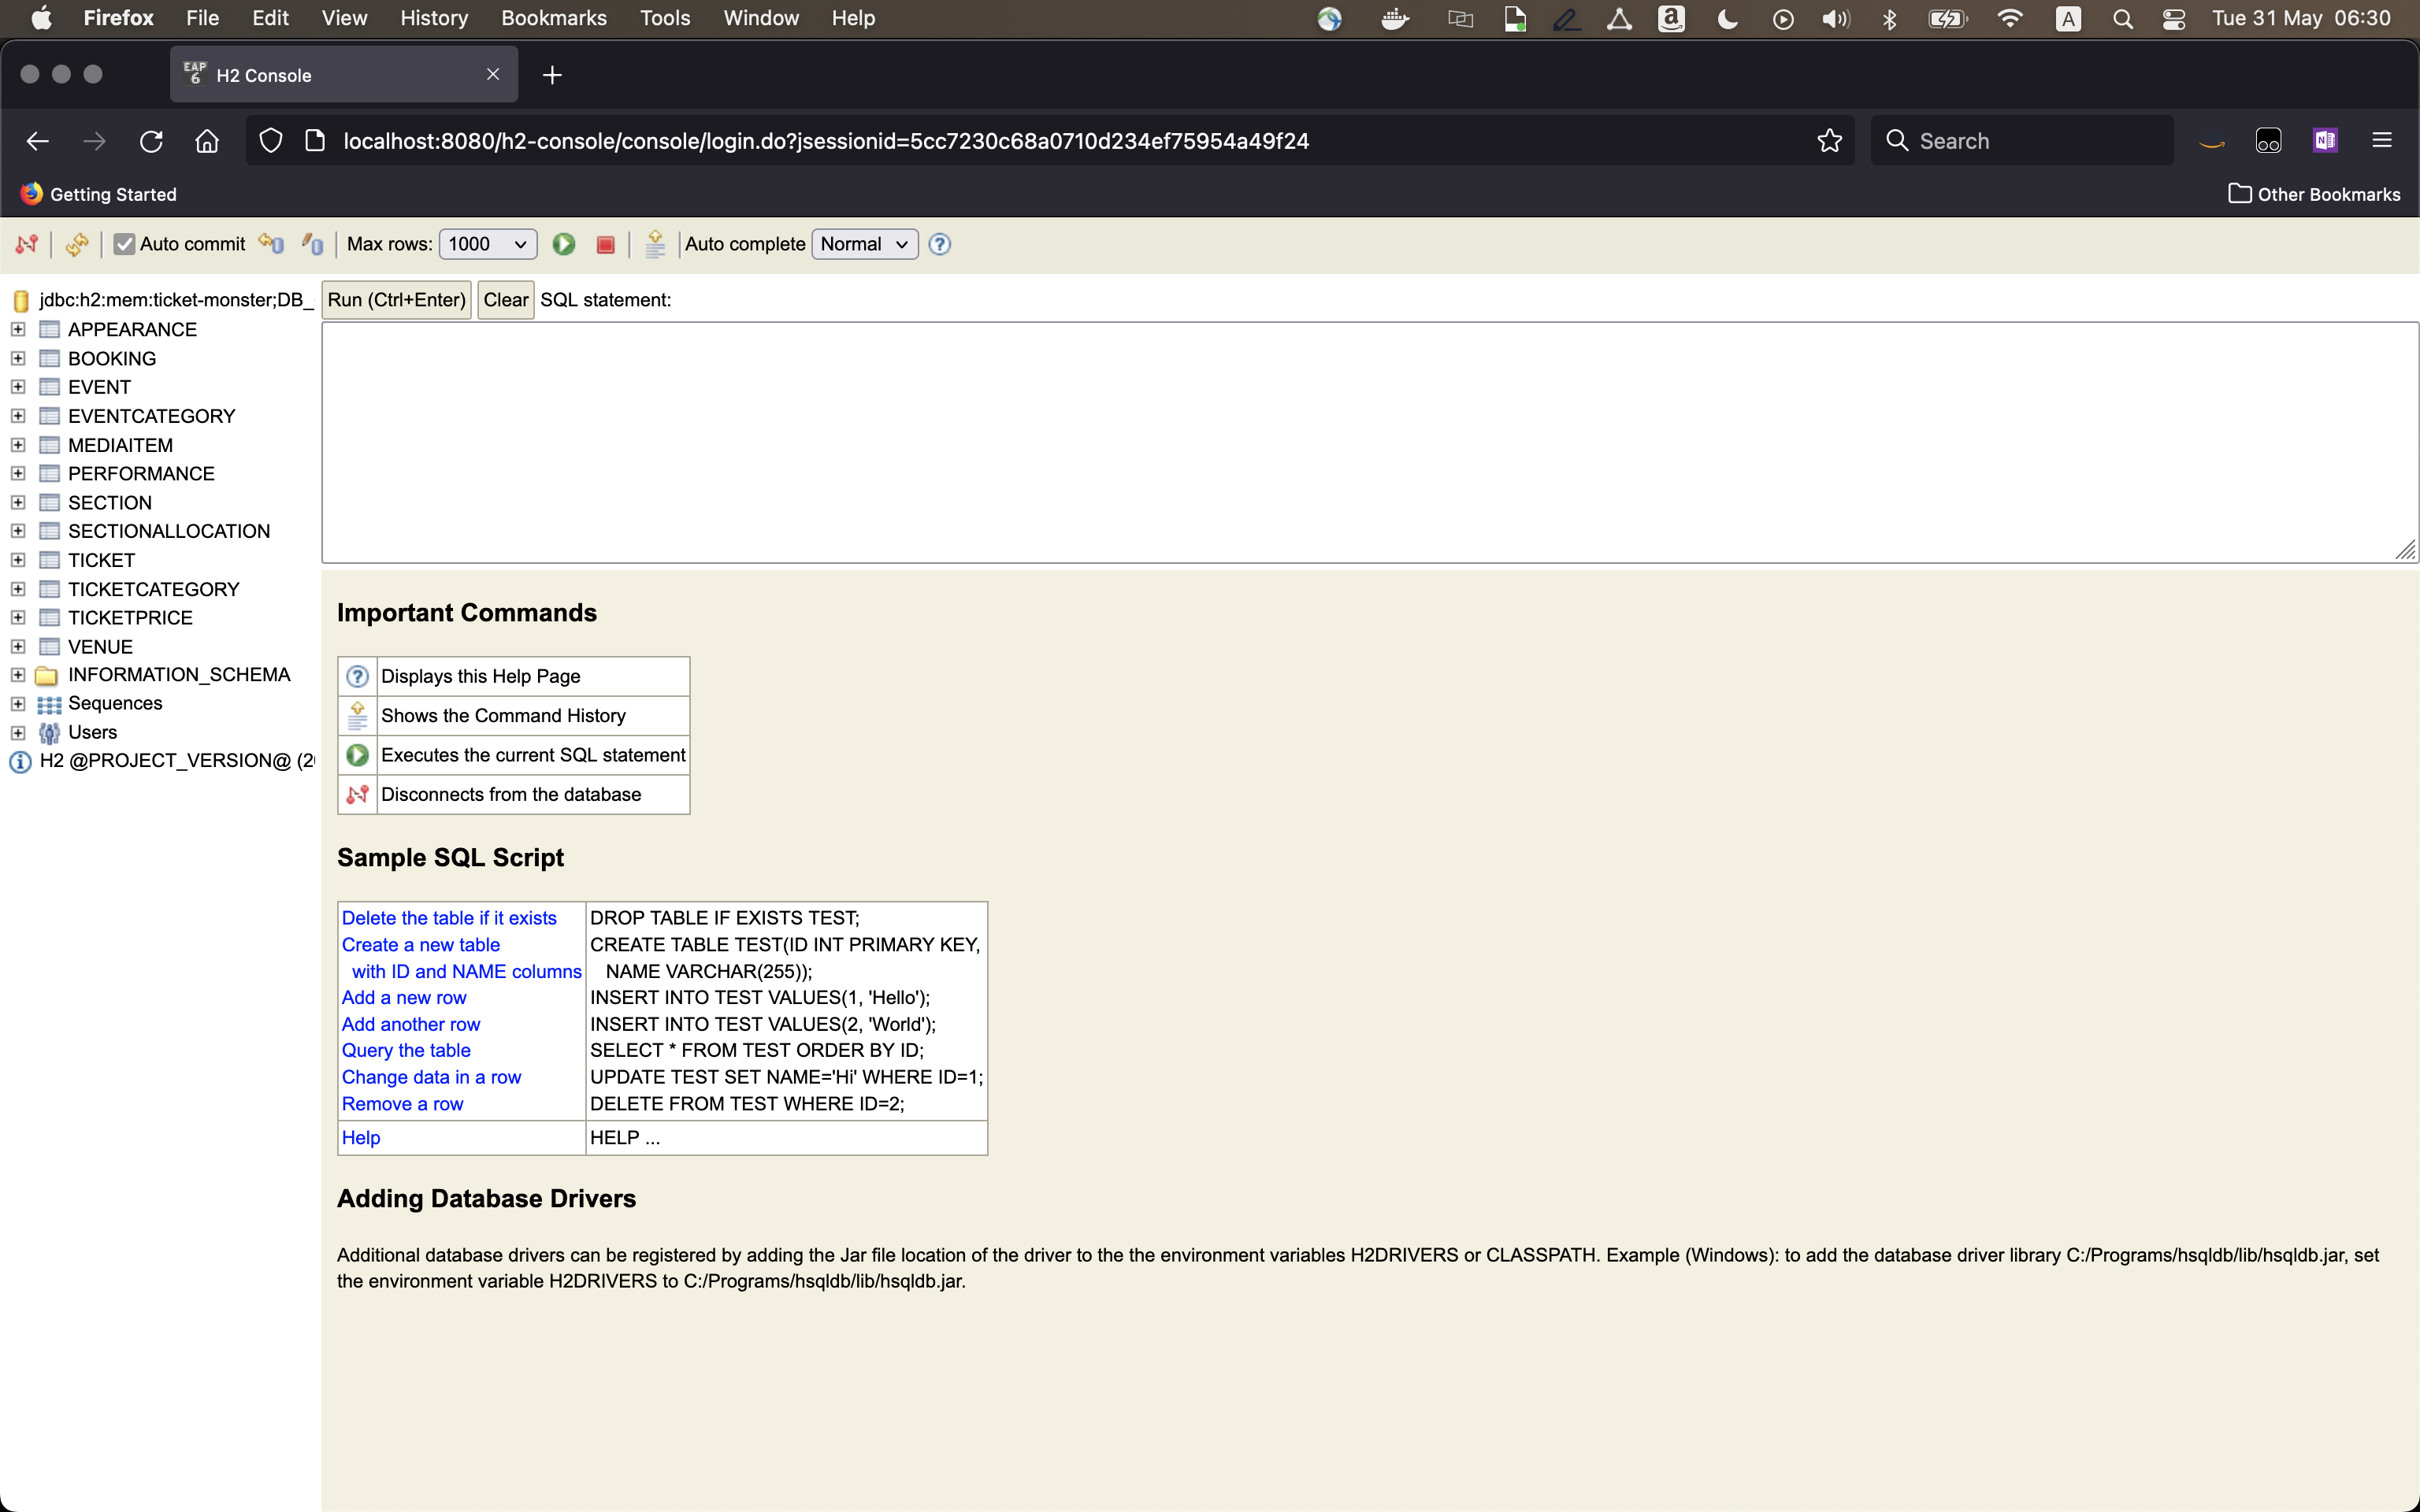 Firefox File Edit View History Bookmarks Tools Window Help
A Tue 31 May 06:30
EAP 6 H2 Console
localhost:8080/h2-console/console/login.do?jsessionid=5cc7230c68a0710d234ef75954a49f24
Search
Getting Started
Other Bookmarks
Auto commit Max rows: 1000 Auto complete Normal
jdbc:h2:mem:ticket-monster;DB_
Run (Ctrl+Enter) Clear SQL statement:
APPEARANCE
BOOKING
EVENT
EVENTCATEGORY
MEDIAITEM
PERFORMANCE
SECTION
SECTIONALLOCATION
TICKET
TICKETCATEGORY
TICKETPRICE
VENUE
INFORMATION_SCHEMA
Sequences
Users
H2 @PROJECT_VERSION@
Important Commands
Displays this Help Page
Shows the Command History
Executes the current SQL statement
Disconnects from the database
Sample SQL Script
Delete the table if it exists DROP TABLE IF EXISTS TEST;
Create a new table CREATE TABLE TEST(ID INT PRIMARY KEY,
with ID and NAME columns NAME VARCHAR(255));
Add a new row INSERT INTO TEST VALUES(1, 'Hello');
Add another row INSERT INTO TEST VALUES(2, 'World');
Query the table SELECT * FROM TEST ORDER BY ID;
Change data in a row UPDATE TEST SET NAME='Hi' WHERE ID=1;
Remove a row DELETE FROM TEST WHERE ID=2;
Help HELP ...
Adding Database Drivers
Additional database drivers can be registered by adding the Jar file location of the driver to the the environment variables H2DRIVERS or CLASSPATH. Example (Windows): to add the database driver library C:/Programs/hsqldb/lib/hsqldb.jar, set
the environment variable H2DRIVERS to C:/Programs/hsqldb/lib/hsqldb.jar.